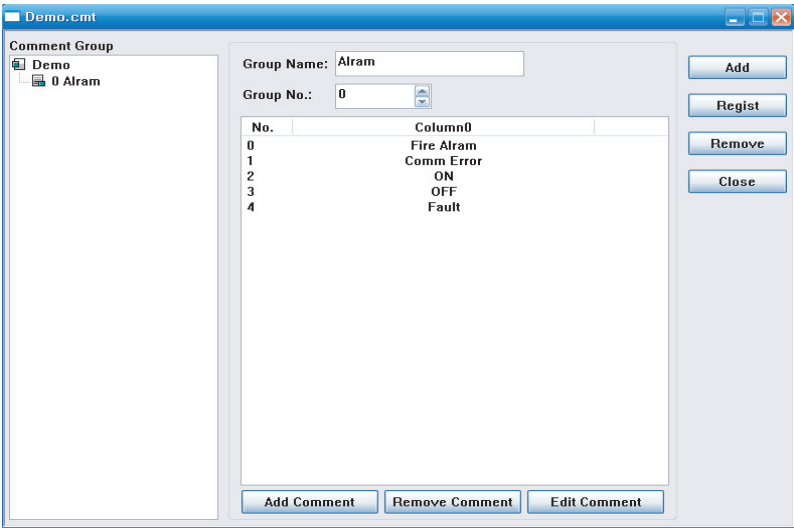 Demo.cmt
Comment Group
Demo
0 Alram
Group Name: Alram
Group No.: 0
No. Column0
0 Fire Alram
1 Comm Error
2 ON
3 OFF
4 Fault
Add Comment Remove Comment Edit Comment
Add
Regist
Remove
Close